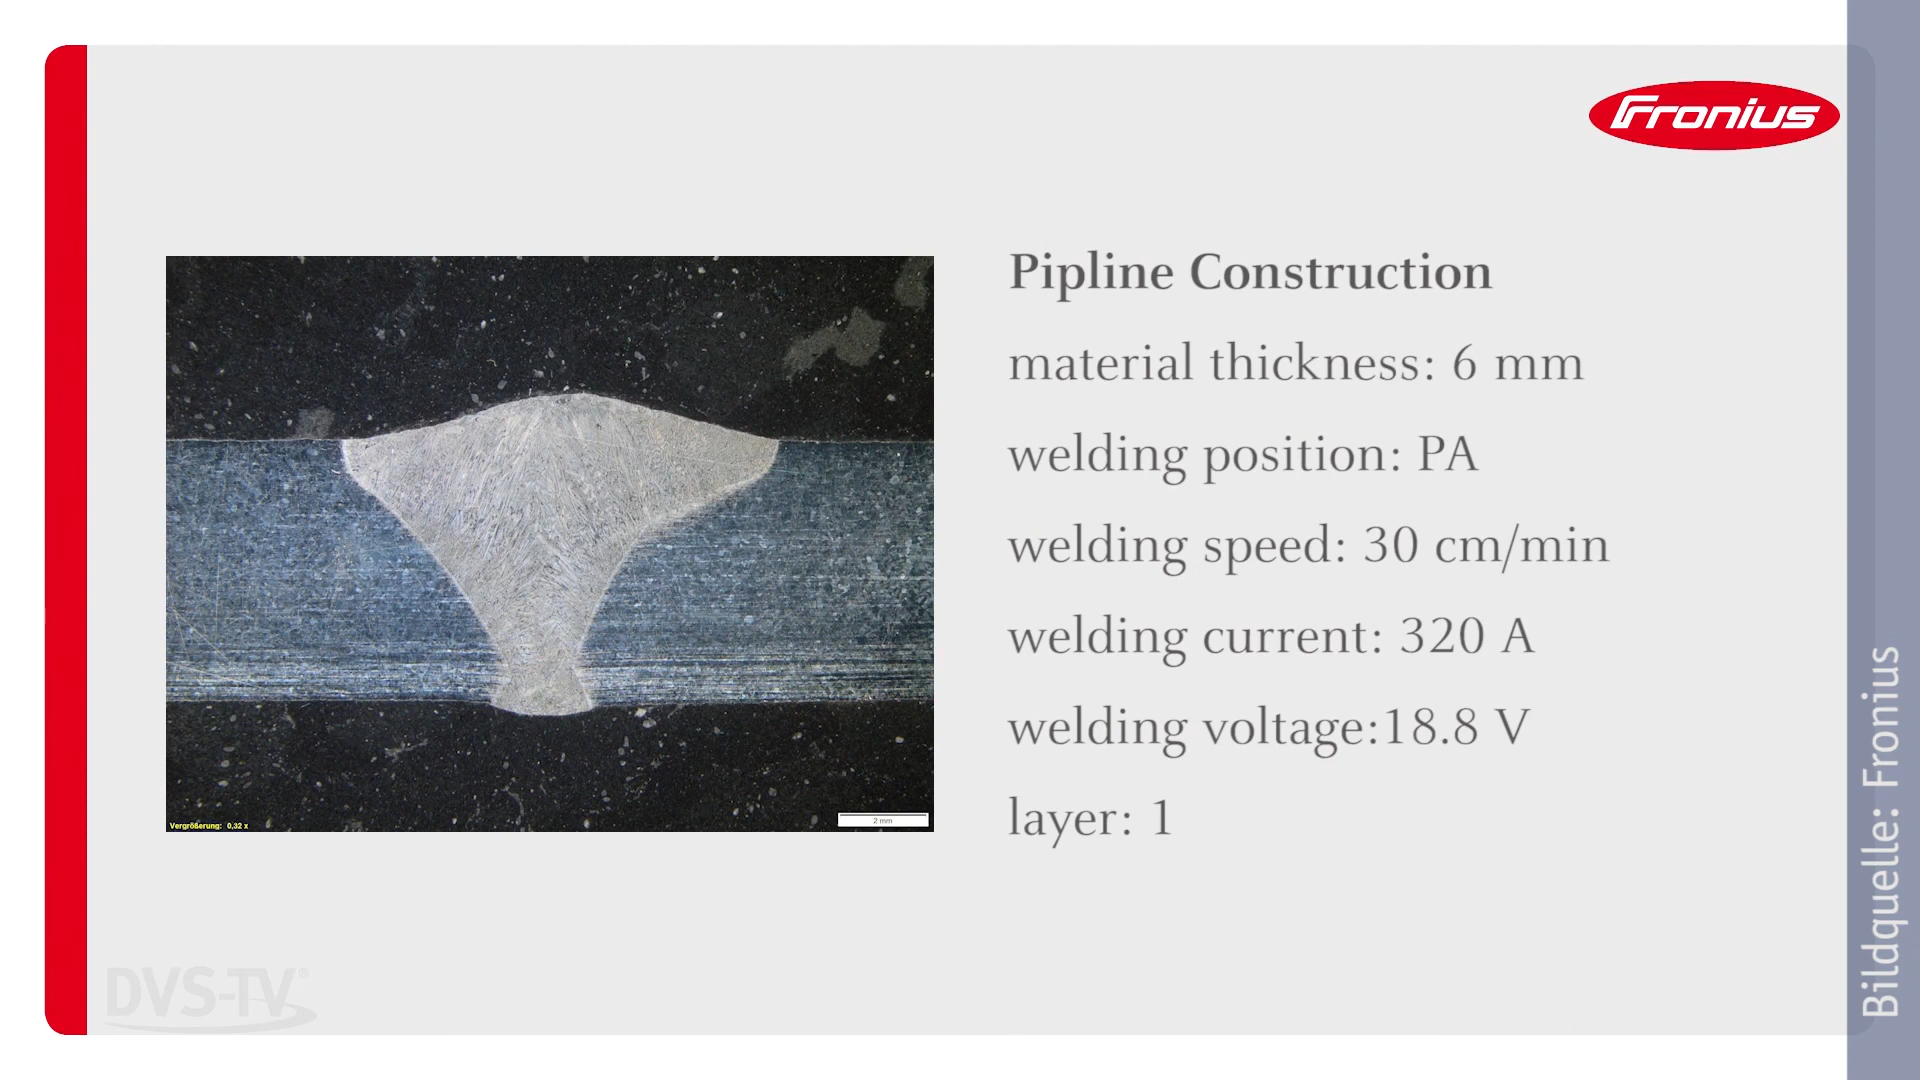 Fronius
Pipline Construction
material thickness: 6 mm
welding position: PA
welding speed: 30 cm/min
welding current: 320 A
welding voltage:18.8 V
layer: 1
Vergrößerung: 0,32 x
2 mm
DVS-TV®
Bildquelle: Fronius